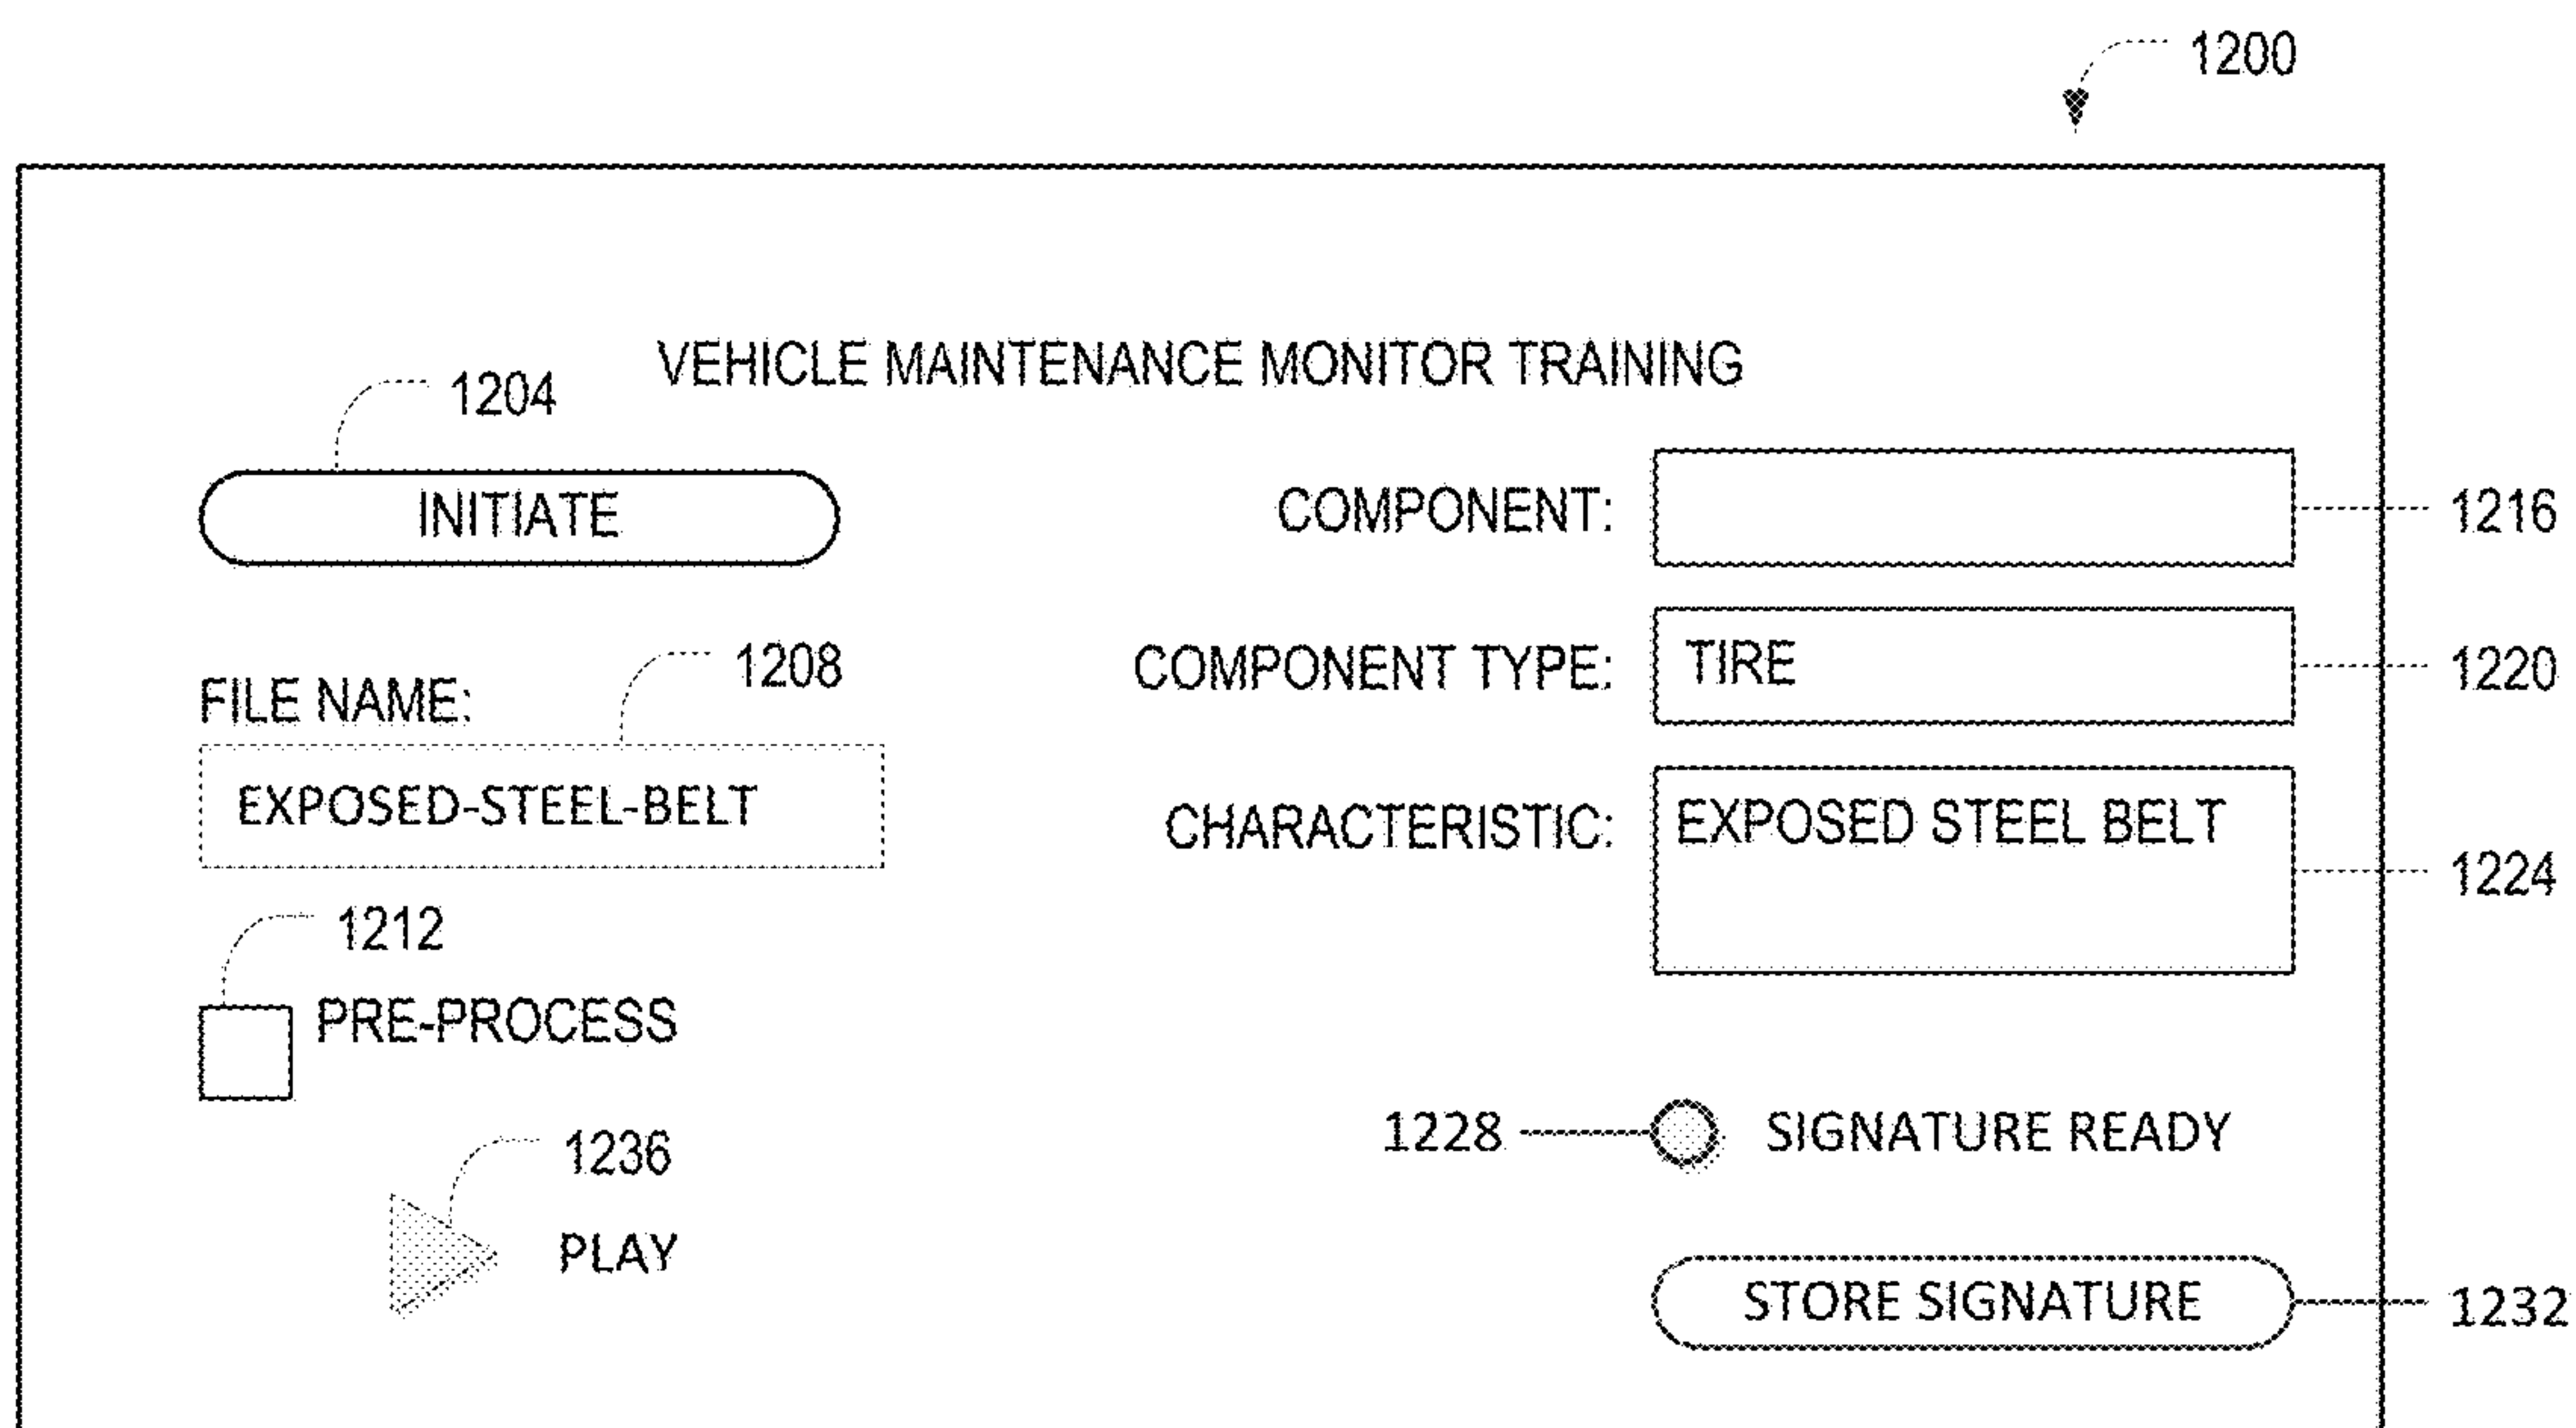 1200
VEHICLE MAINTENANCE MONITOR TRAINING
1204
INITIATE
FILE NAME:
1208
EXPOSED-STEEL-BELT
1212
PRE-PROCESS
1236
PLAY
COMPONENT:
1216
COMPONENT TYPE:
TIRE
1220
CHARACTERISTIC:
EXPOSED STEEL BELT
1224
1228
SIGNATURE READY
STORE SIGNATURE
1232